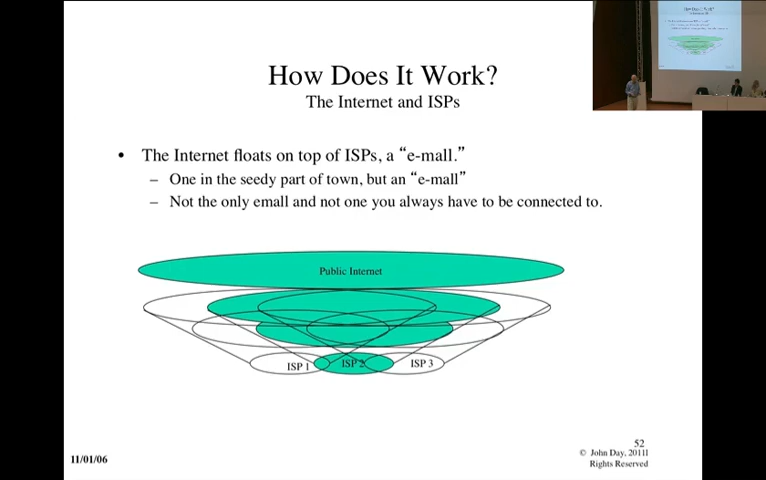 How Does It Work?
The Internet and ISPs
• The Internet floats on top of ISPs, a “e-mall.”
– One in the seedy part of town, but an “e-mall”
– Not the only emall and not one you always have to be connected to.
Public Internet
ISP 1
ISP 2
ISP 3
11/01/06
52
© John Day, 2011
Rights Reserved